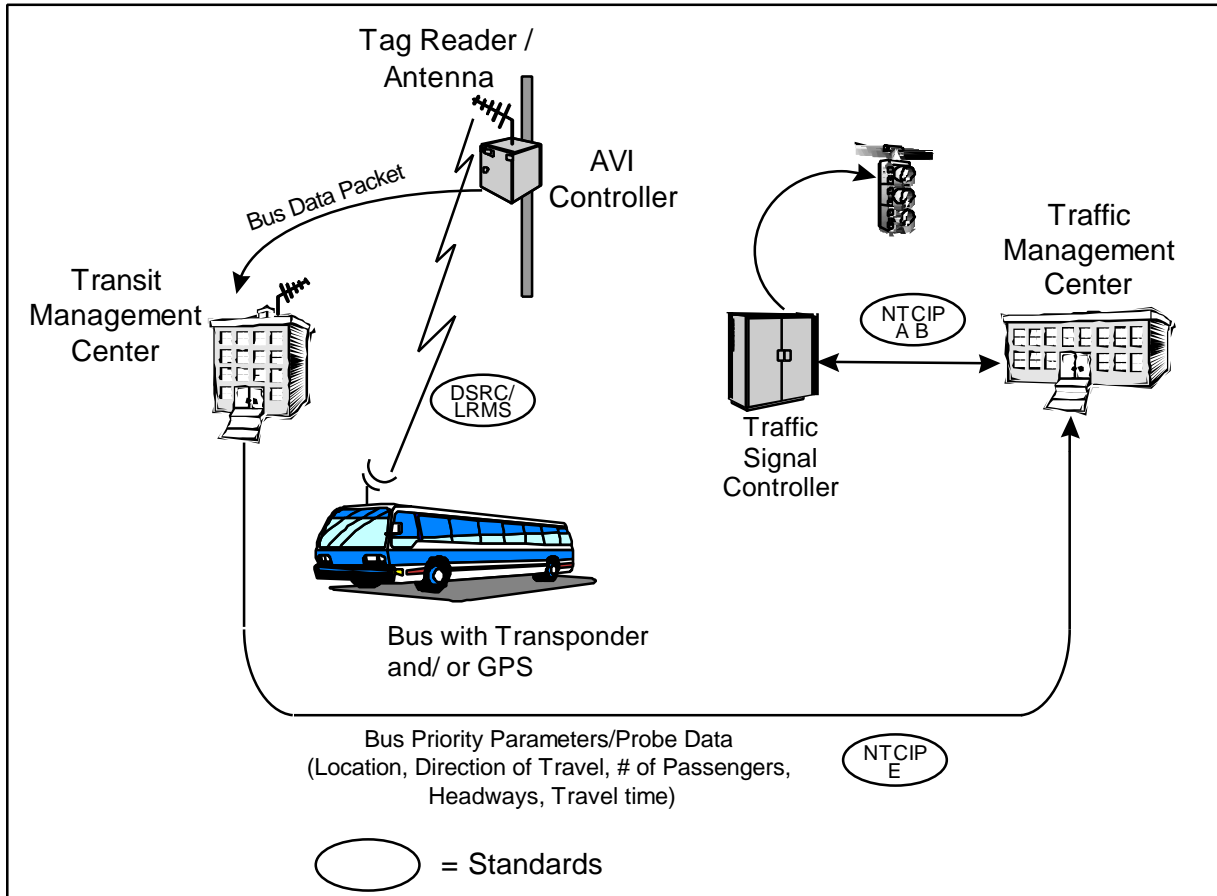 Tag Reader /
Antenna
AVI
Controller
Bus Data Packet
Transit
Management
Center
Traffic
Management
Center
NTCIP
A B
DSRC/
LRMS
Traffic
Signal
Controller
Bus with Transponder
and/ or GPS
Bus Priority Parameters/Probe Data
(Location, Direction of Travel, # of Passengers,
Headways, Travel time)
NTCIP
E
= Standards